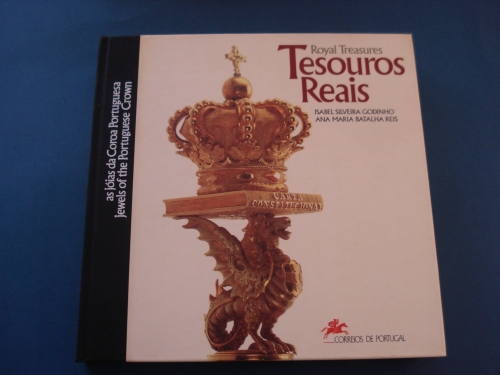 as Jóias da Coroa Portuguesa
Jewels of the Portuguese Crown
Royal Treasures
Tesouros
Reais
ISABEL SILVEIRA GODINHO
ANA MARIA BATALHA REIS
CARTA
CONSTITUCIONAL
CORREIOS DE PORTUGAL